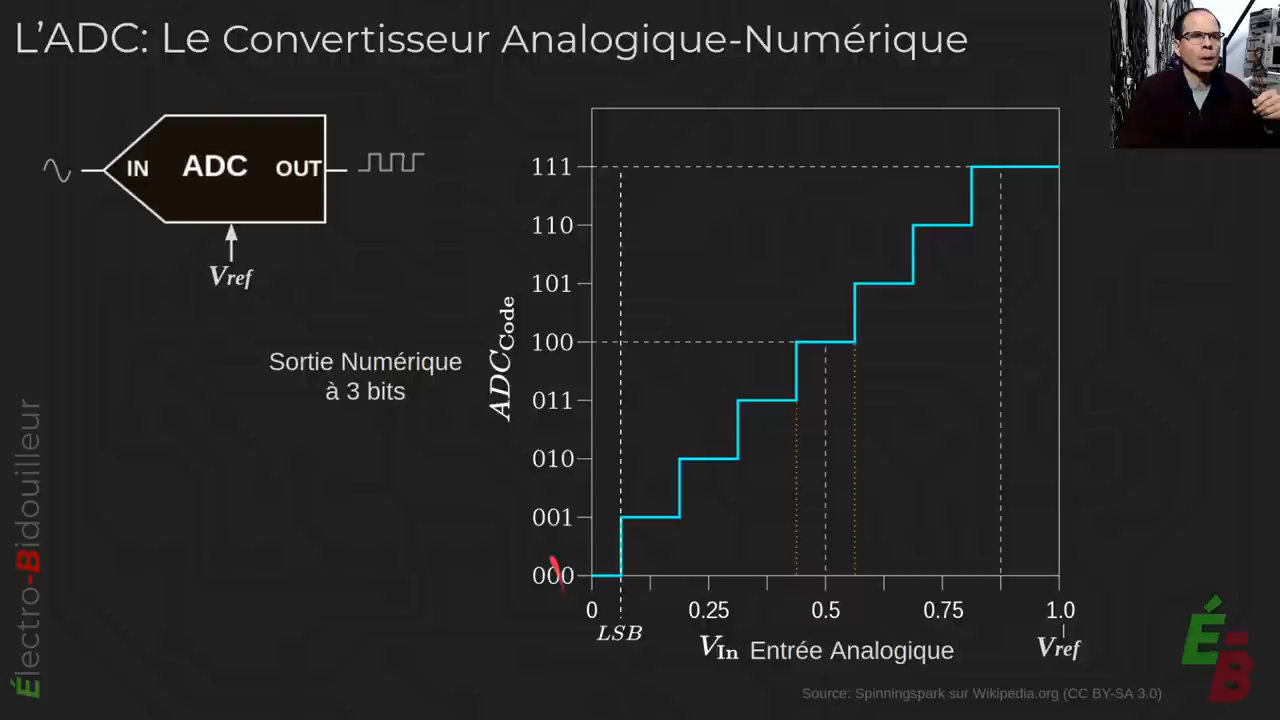 L'ADC: Le Convertisseur Analogique-Numérique
IN ADC OUT
Vref
Sortie Numérique
à 3 bits
ADC Code
111
110
101
100
011
010
001
000
0 0.25 0.5 0.75 1.0
LSB
VIn Entrée Analogique
Vref
Source: Spinningspark sur Wikipedia.org (CC BY-SA 3.0)
Électro-Bidouilleur
É-B